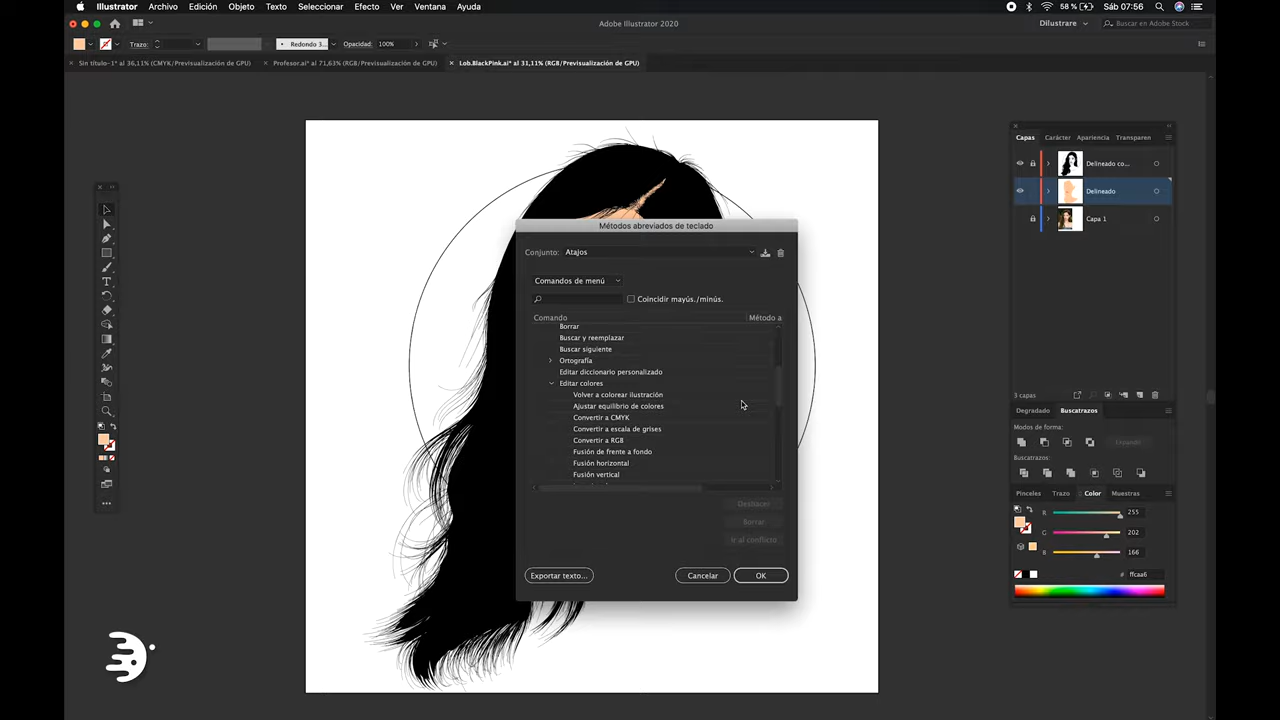 Illustrator Archivo Edición Objeto Texto Seleccionar Efecto Ver Ventana Ayuda 58 % Sáb 07:56
Adobe Illustrator 2020 Dilustrare Buscar en Adobe Stock
Trazo: Redondo 3... Opacidad: 100%
Sin título-1* al 36,11% (CMYK/Previsualización de GPU) Profesor.ai* al 71,63% (RGB/Previsualización de GPU) Lob.BlackPink.ai* al 31,11% (RGB/Previsualización de GPU)
Capas Carácter Apariencia Transparen
Delineado co...
Delineado
Capa 1
Métodos abreviados de teclado
Conjunto: Atajos
Comandos de menú
Coincidir mayús./minús.
Comando Método a
Borrar
Buscar y reemplazar
Buscar siguiente
Ortografía
Editar diccionario personalizado
Editar colores
Volver a colorear ilustración
Ajustar equilibrio de colores
Convertir a CMYK
Convertir a escala de grises
Convertir a RGB
Fusión de frente a fondo
Fusión horizontal
Fusión vertical
Deshacer
Borrar
Ir al conflicto
Exportar texto... Cancelar OK
3 capas
Degradado Buscatrazos
Modos de forma:
Expandir
Buscatrazos:
Pinceles Trazo Color Muestras
R 255
G 202
B 166
# ffcaa6